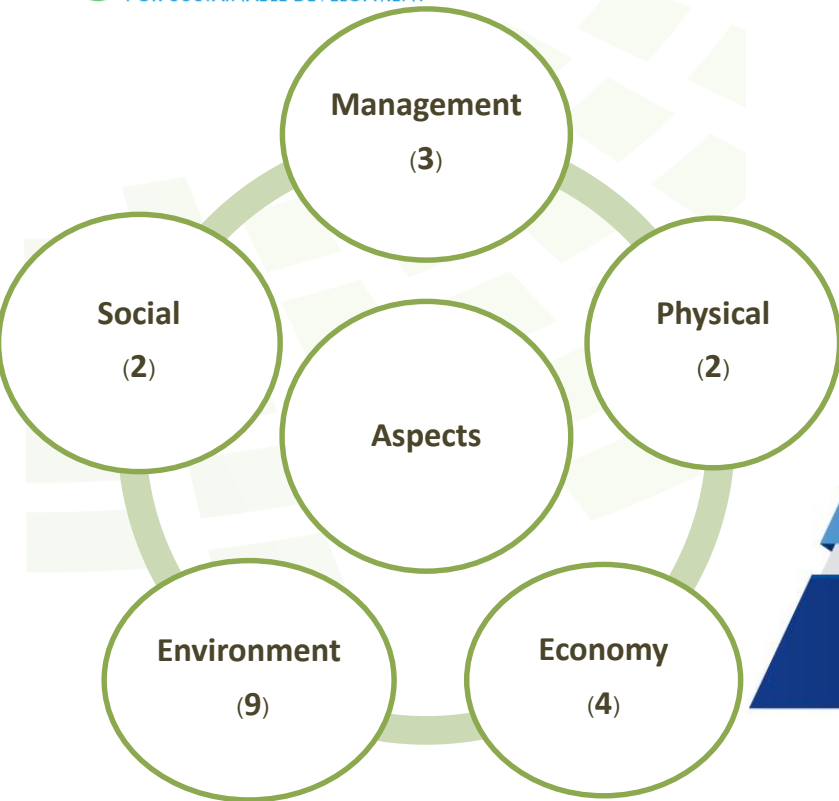 Management
(3)
Social
(2)
Physical
(2)
Aspects
Environment
(9)
Economy
(4)